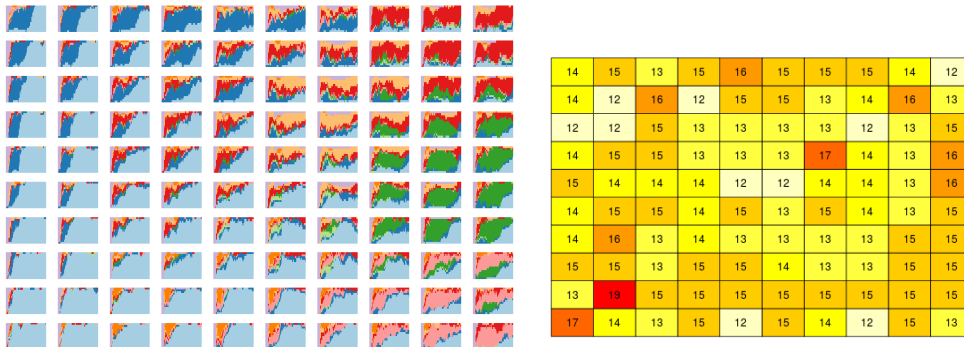 14 15 13 15 16 15 15 15 14 12
14 12 16 12 15 15 13 14 16 13
12 12 15 13 13 13 13 12 13 15
14 15 15 13 13 13 17 14 13 16
15 14 14 14 12 12 14 14 13 16
14 15 15 14 15 13 15 14 13 15
14 16 13 14 13 13 13 13 15 15
15 15 13 15 15 14 13 13 15 15
13 19 15 15 15 15 15 15 15 15
17 14 13 15 12 15 14 12 15 13